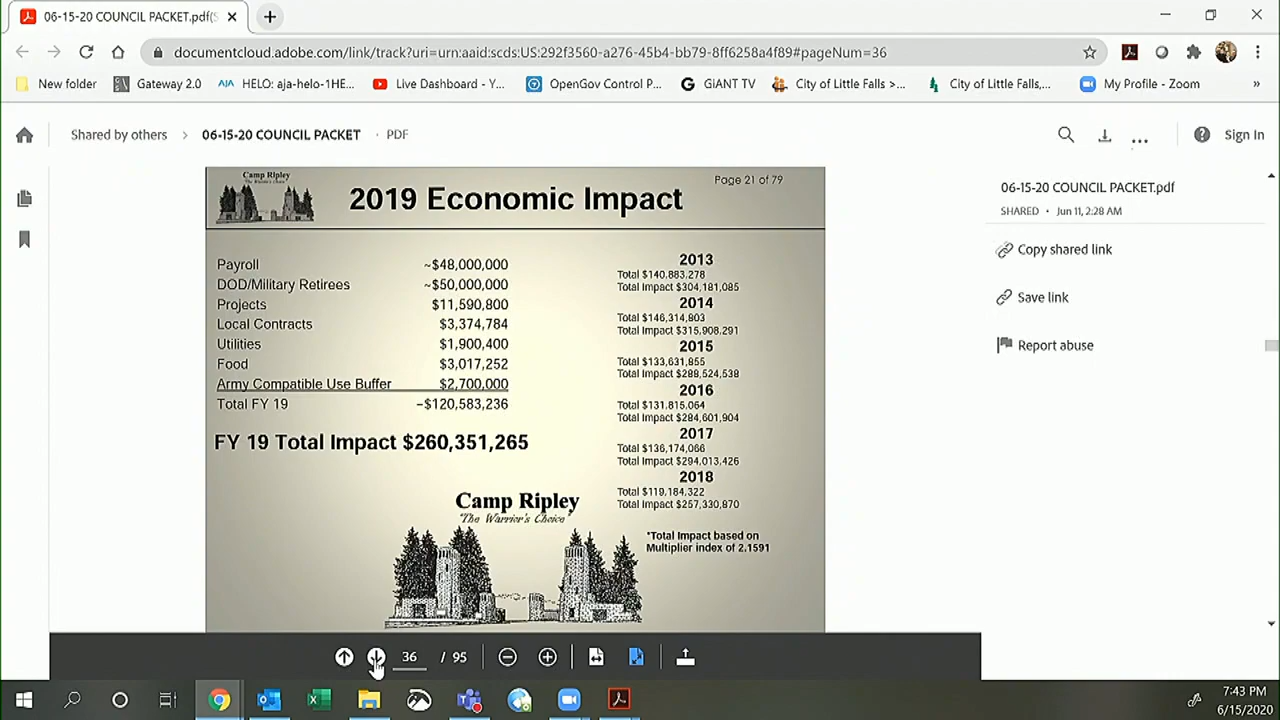 06-15-20 COUNCIL PACKET.pdf(S
documentcloud.adobe.com/link/track?uri=urn:aaid:scds:US:292f3560-a276-45b4-bb79-8ff6258a4f89#pageNum=36
New folder
Gateway 2.0
AJA HELO: aja-helo-1HE...
Live Dashboard - Y...
OpenGov Control P...
G GiANT TV
City of Little Falls >...
City of Little Falls,...
My Profile - Zoom
»
Shared by others > 06-15-20 COUNCIL PACKET · PDF
... Sign In
Camp Ripley
"The Warrior's Choice"
2019 Economic Impact
Page 21 of 79
Payroll ~$48,000,000
DOD/Military Retirees ~$50,000,000
Projects $11,590,800
Local Contracts $3,374,784
Utilities $1,900,400
Food $3,017,252
Army Compatible Use Buffer $2,700,000
Total FY 19 ~$120,583,236
FY 19 Total Impact $260,351,265
2013
Total $140,883,278
Total Impact $304,181,085
2014
Total $146,314,803
Total Impact $315,908,291
2015
Total $133,631,855
Total Impact $288,524,538
2016
Total $131,815,064
Total Impact $284,601,904
2017
Total $136,174,066
Total Impact $294,013,426
2018
Total $119,184,322
Total Impact $257,330,870
Camp Ripley
"The Warrior's Choice"
*Total Impact based on
Multiplier index of 2.1591
06-15-20 COUNCIL PACKET.pdf
SHARED • Jun 11, 2:28 AM
Copy shared link
Save link
Report abuse
36 / 95
7:43 PM
6/15/2020